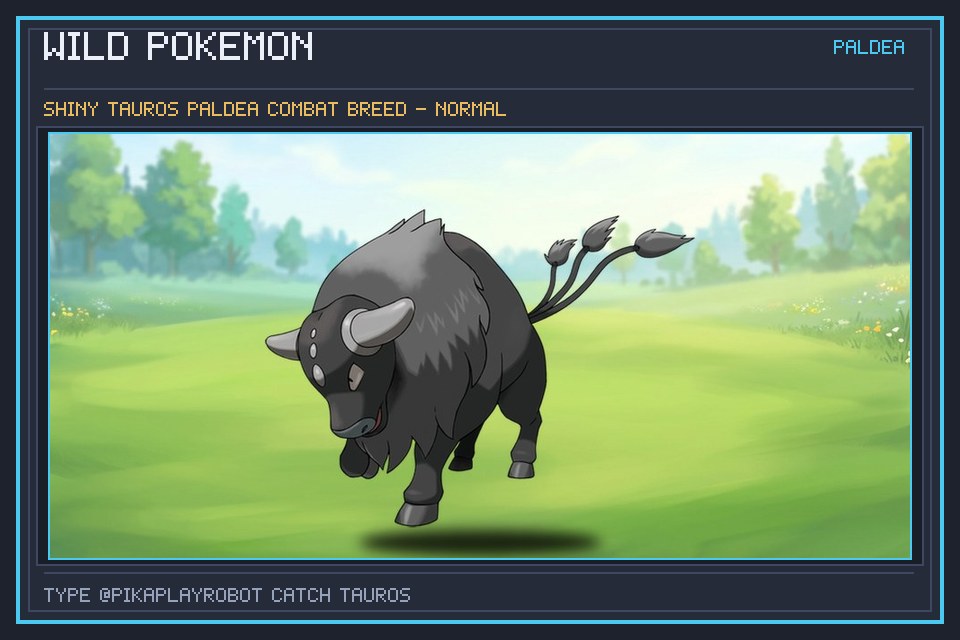 WILD POKEMON
PALDEA
SHINY TAUROS PALDEA COMBAT BREED - NORMAL
TYPE @PIKAPLAYROBOT CATCH TAUROS